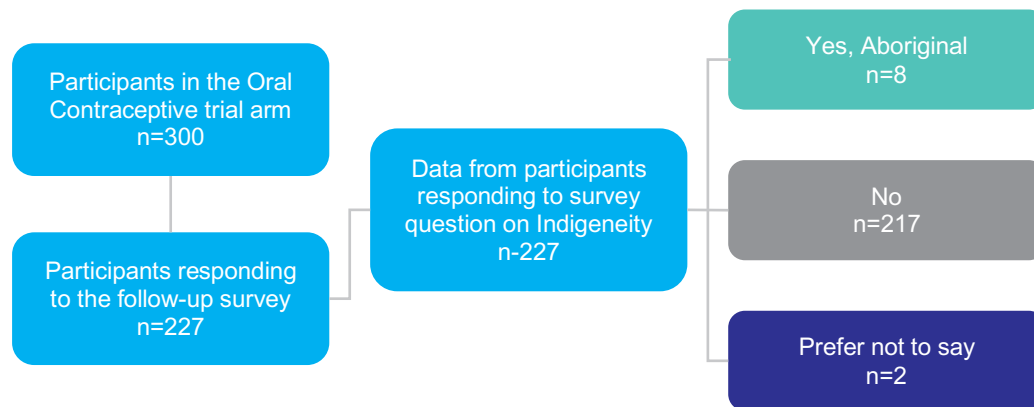 Participants in the Oral
Contraceptive trial arm
n=300
Participants responding
to the follow-up survey
n=227
Data from participants
responding to survey
question on Indigeneity
n-227
Yes, Aboriginal
n=8
No
n=217
Prefer not to say
n=2